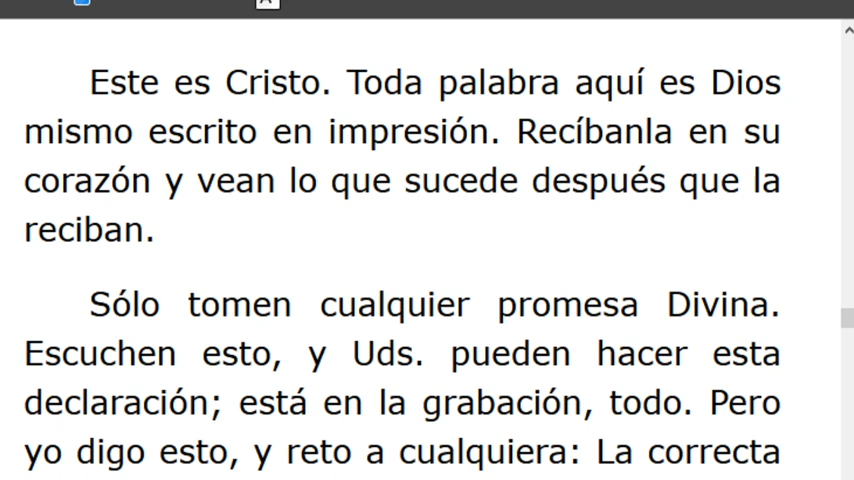 Este es Cristo. Toda palabra aquí es Dios
mismo escrito en impresión. Recíbanla en su
corazón y vean lo que sucede después que la
reciban.
Sólo tomen cualquier promesa Divina.
Escuchen esto, y Uds. pueden hacer esta
declaración; está en la grabación, todo. Pero
yo digo esto, y reto a cualquiera: La correcta